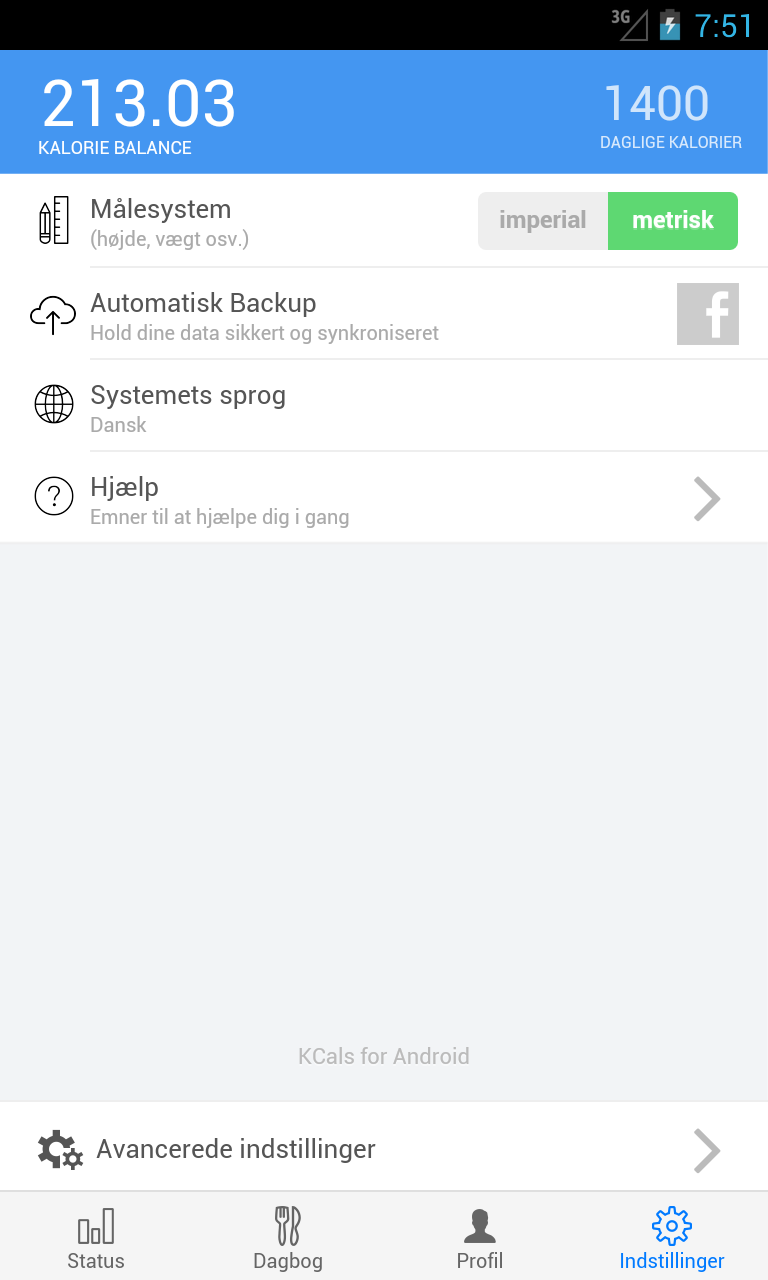 3G 7:51
213.03
KALORIE BALANCE
1400
DAGLIGE KALORIER
Målesystem
(højde, vægt osv.)
imperial
metrisk
Automatisk Backup
Hold dine data sikkert og synkroniseret
f
Systemets sprog
Dansk
?
Hjælp
Emner til at hjælpe dig i gang
KCals for Android
Avancerede indstillinger
Status
Dagbog
Profil
Indstillinger